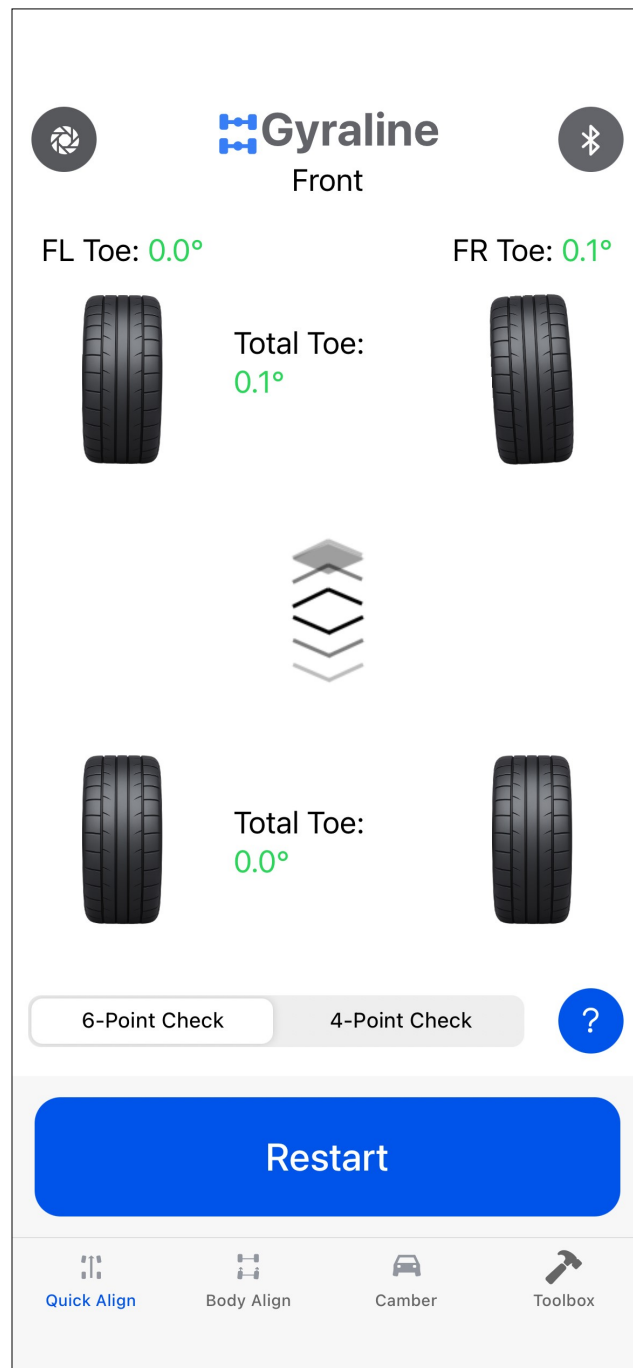 Gyraline
Front
FL Toe: 0.0°
FR Toe: 0.1°
Total Toe:
0.1°
Total Toe:
0.0°
6-Point Check
4-Point Check
?
Restart
Quick Align
Body Align
Camber
Toolbox